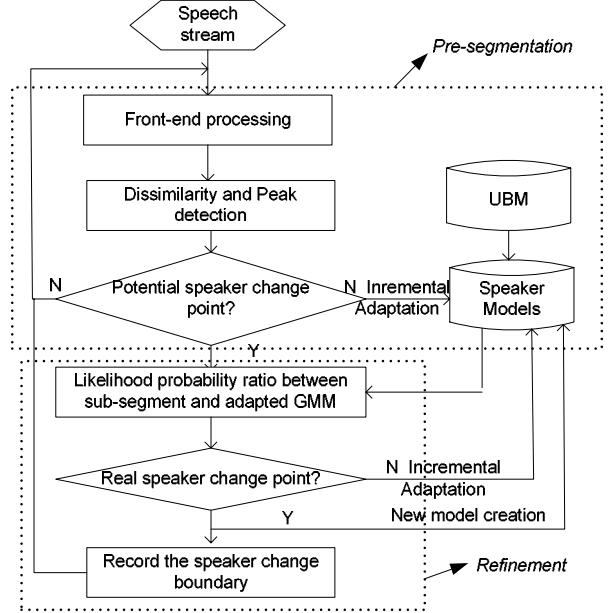 Speech
stream
Pre-segmentation
Front-end processing
Dissimilarity and Peak
detection
UBM
N
Potential speaker change
point?
N Inremental
Adaptation
Speaker
Models
Y
Likelihood probability ratio between
sub-segment and adapted GMM
Real speaker change point?
N Incremental
Adaptation
Y
New model creation
Record the speaker change
boundary
Refinement